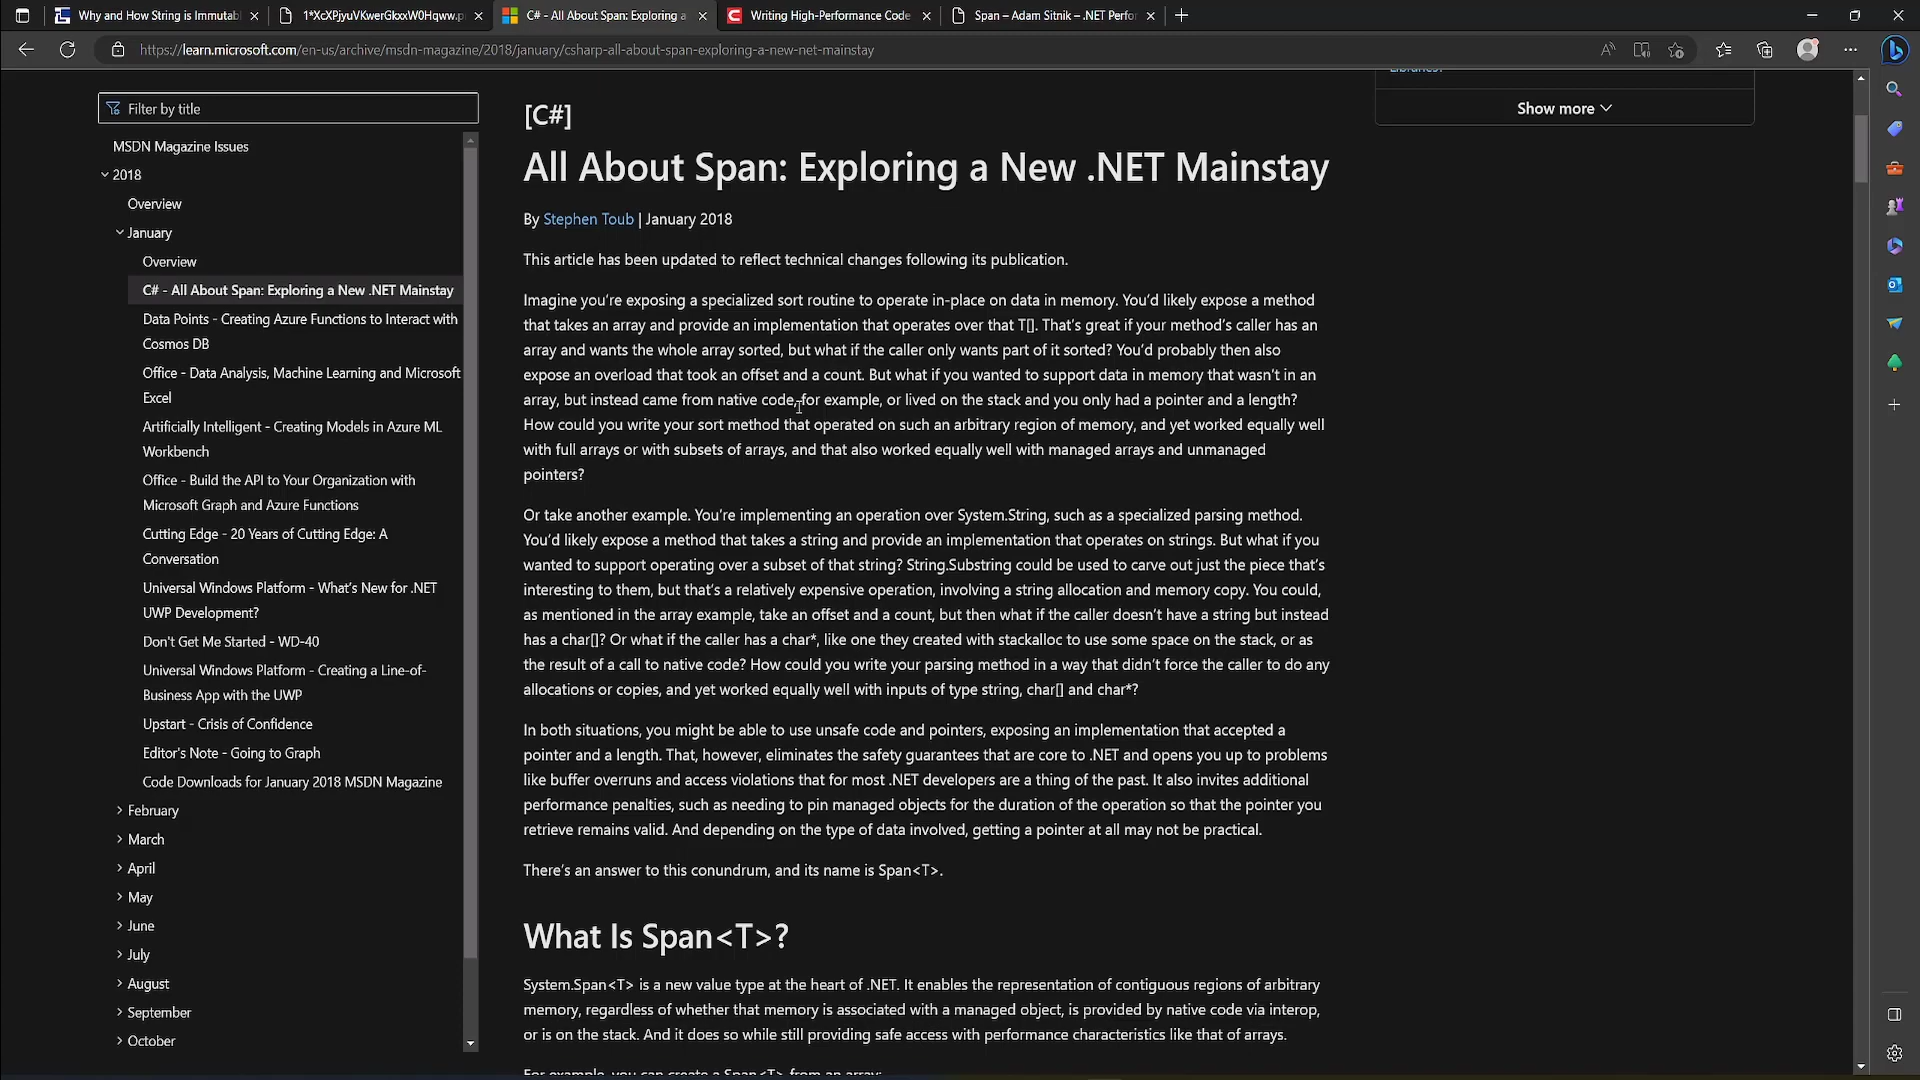 Why and How String is Immutabl
1*XcXPjyuVKwerGkxxW0Hqww.p
C# - All About Span: Exploring a
Writing High-Performance Code
Span – Adam Sitnik – .NET Perfor
https://learn.microsoft.com/en-us/archive/msdn-magazine/2018/january/csharp-all-about-span-exploring-a-new-net-mainstay
Filter by title
MSDN Magazine Issues
2018
Overview
January
Overview
C# - All About Span: Exploring a New .NET Mainstay
Data Points - Creating Azure Functions to Interact with
Cosmos DB
Office - Data Analysis, Machine Learning and Microsoft
Excel
Artificially Intelligent - Creating Models in Azure ML
Workbench
Office - Build the API to Your Organization with
Microsoft Graph and Azure Functions
Cutting Edge - 20 Years of Cutting Edge: A
Conversation
Universal Windows Platform - What's New for .NET
UWP Development?
Don't Get Me Started - WD-40
Universal Windows Platform - Creating a Line-of-
Business App with the UWP
Upstart - Crisis of Confidence
Editor's Note - Going to Graph
Code Downloads for January 2018 MSDN Magazine
February
March
April
May
June
July
August
September
October
[C#]
All About Span: Exploring a New .NET Mainstay
By Stephen Toub | January 2018
This article has been updated to reflect technical changes following its publication.
Imagine you're exposing a specialized sort routine to operate in-place on data in memory. You'd likely expose a method
that takes an array and provide an implementation that operates over that T[]. That's great if your method's caller has an
array and wants the whole array sorted, but what if the caller only wants part of it sorted? You'd probably then also
expose an overload that took an offset and a count. But what if you wanted to support data in memory that wasn't in an
array, but instead came from native code, for example, or lived on the stack and you only had a pointer and a length?
How could you write your sort method that operated on such an arbitrary region of memory, and yet worked equally well
with full arrays or with subsets of arrays, and that also worked equally well with managed arrays and unmanaged
pointers?
Or take another example. You're implementing an operation over System.String, such as a specialized parsing method.
You'd likely expose a method that takes a string and provide an implementation that operates on strings. But what if you
wanted to support operating over a subset of that string? String.Substring could be used to carve out just the piece that's
interesting to them, but that's a relatively expensive operation, involving a string allocation and memory copy. You could,
as mentioned in the array example, take an offset and a count, but then what if the caller doesn't have a string but instead
has a char[]? Or what if the caller has a char*, like one they created with stackalloc to use some space on the stack, or as
the result of a call to native code? How could you write your parsing method in a way that didn't force the caller to do any
allocations or copies, and yet worked equally well with inputs of type string, char[] and char*?
In both situations, you might be able to use unsafe code and pointers, exposing an implementation that accepted a
pointer and a length. That, however, eliminates the safety guarantees that are core to .NET and opens you up to problems
like buffer overruns and access violations that for most .NET developers are a thing of the past. It also invites additional
performance penalties, such as needing to pin managed objects for the duration of the operation so that the pointer you
retrieve remains valid. And depending on the type of data involved, getting a pointer at all may not be practical.
There's an answer to this conundrum, and its name is Span<T>.
What Is Span<T>?
System.Span<T> is a new value type at the heart of .NET. It enables the representation of contiguous regions of arbitrary
memory, regardless of whether that memory is associated with a managed object, is provided by native code via interop,
or is on the stack. And it does so while still providing safe access with performance characteristics like that of arrays.
For example, you can create a Span<T> from an array:
Libraries?
Show more